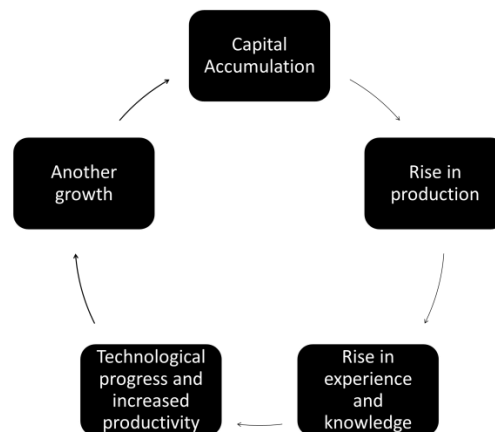 Capital
Accumulation
Rise in
production
Rise in
experience
and
knowledge
Technological
progress and
increased
productivity
Another
growth